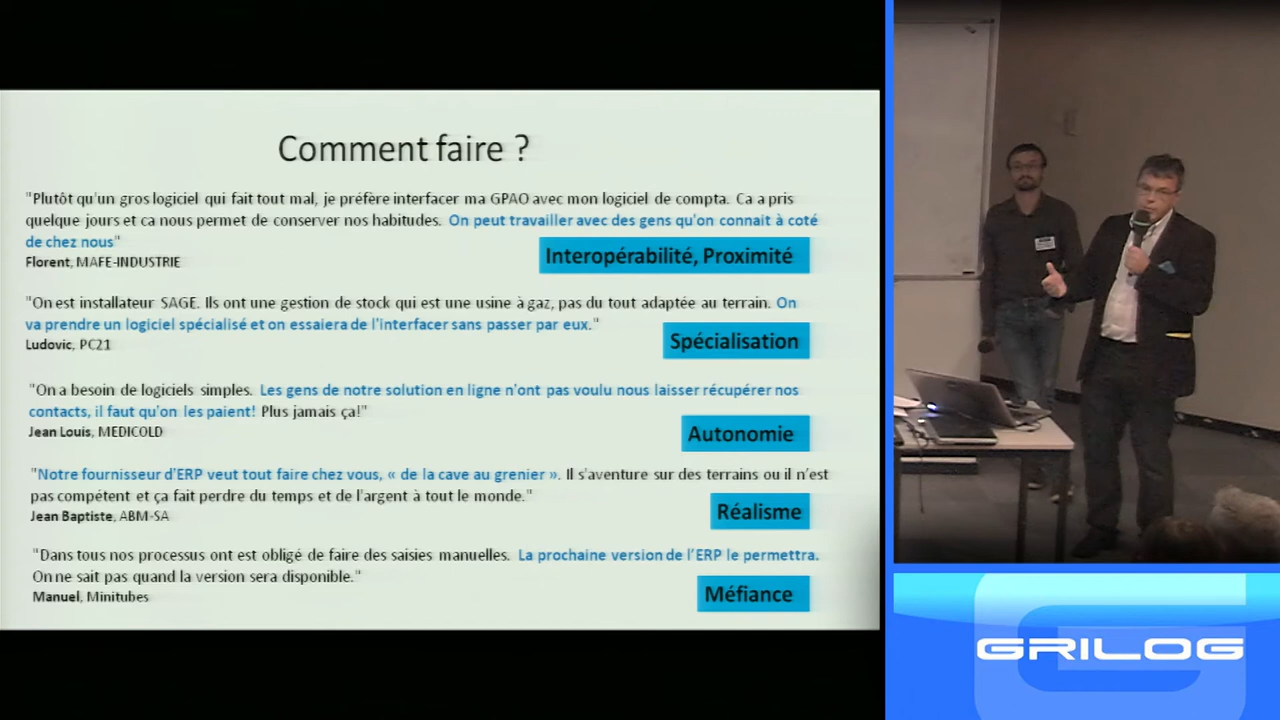 Comment faire ?
"Plutôt qu'un gros logiciel qui fait tout mal, je préfère interfacer ma GPAO avec mon logiciel de compta. Ca a pris
quelque jours et ca nous permet de conserver nos habitudes. On peut travailler avec des gens qu'on connait à coté
de chez nous"
Florent, MAFE-INDUSTRIE
Interopérabilité, Proximité
"On est installateur SAGE. Ils ont une gestion de stock qui est une usine à gaz, pas du tout adaptée au terrain. On
va prendre un logiciel spécialisé et on essaiera de l'interfacer sans passer par eux."
Ludovic, PC21
Spécialisation
"On a besoin de logiciels simples. Les gens de notre solution en ligne n'ont pas voulu nous laisser récupérer nos
contacts, il faut qu'on les paient! Plus jamais ça!"
Jean Louis, MEDICOLD
Autonomie
"Notre fournisseur d'ERP veut tout faire chez vous, « de la cave au grenier ». Il s'aventure sur des terrains ou il n'est
pas compétent et ça fait perdre du temps et de l'argent à tout le monde."
Jean Baptiste, ABM-SA
Réalisme
"Dans tous nos processus ont est obligé de faire des saisies manuelles. La prochaine version de l'ERP le permettra.
On ne sait pas quand la version sera disponible."
Manuel, Minitubes
Méfiance
GRILOG